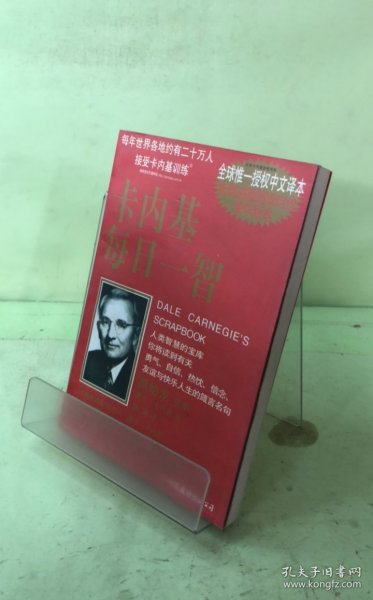 每年世界各地约有二十万人
接受卡内基训练®
全球惟一授权中文译本
卡内基
每日一智
DALE CARNEGIE'S
SCRAPBOOK
人类智慧的宝库
你将读到有关
勇气、自信、热忱、信念、
友谊与快乐人生的箴言名句
孔夫子旧书网
www.kongfz.com